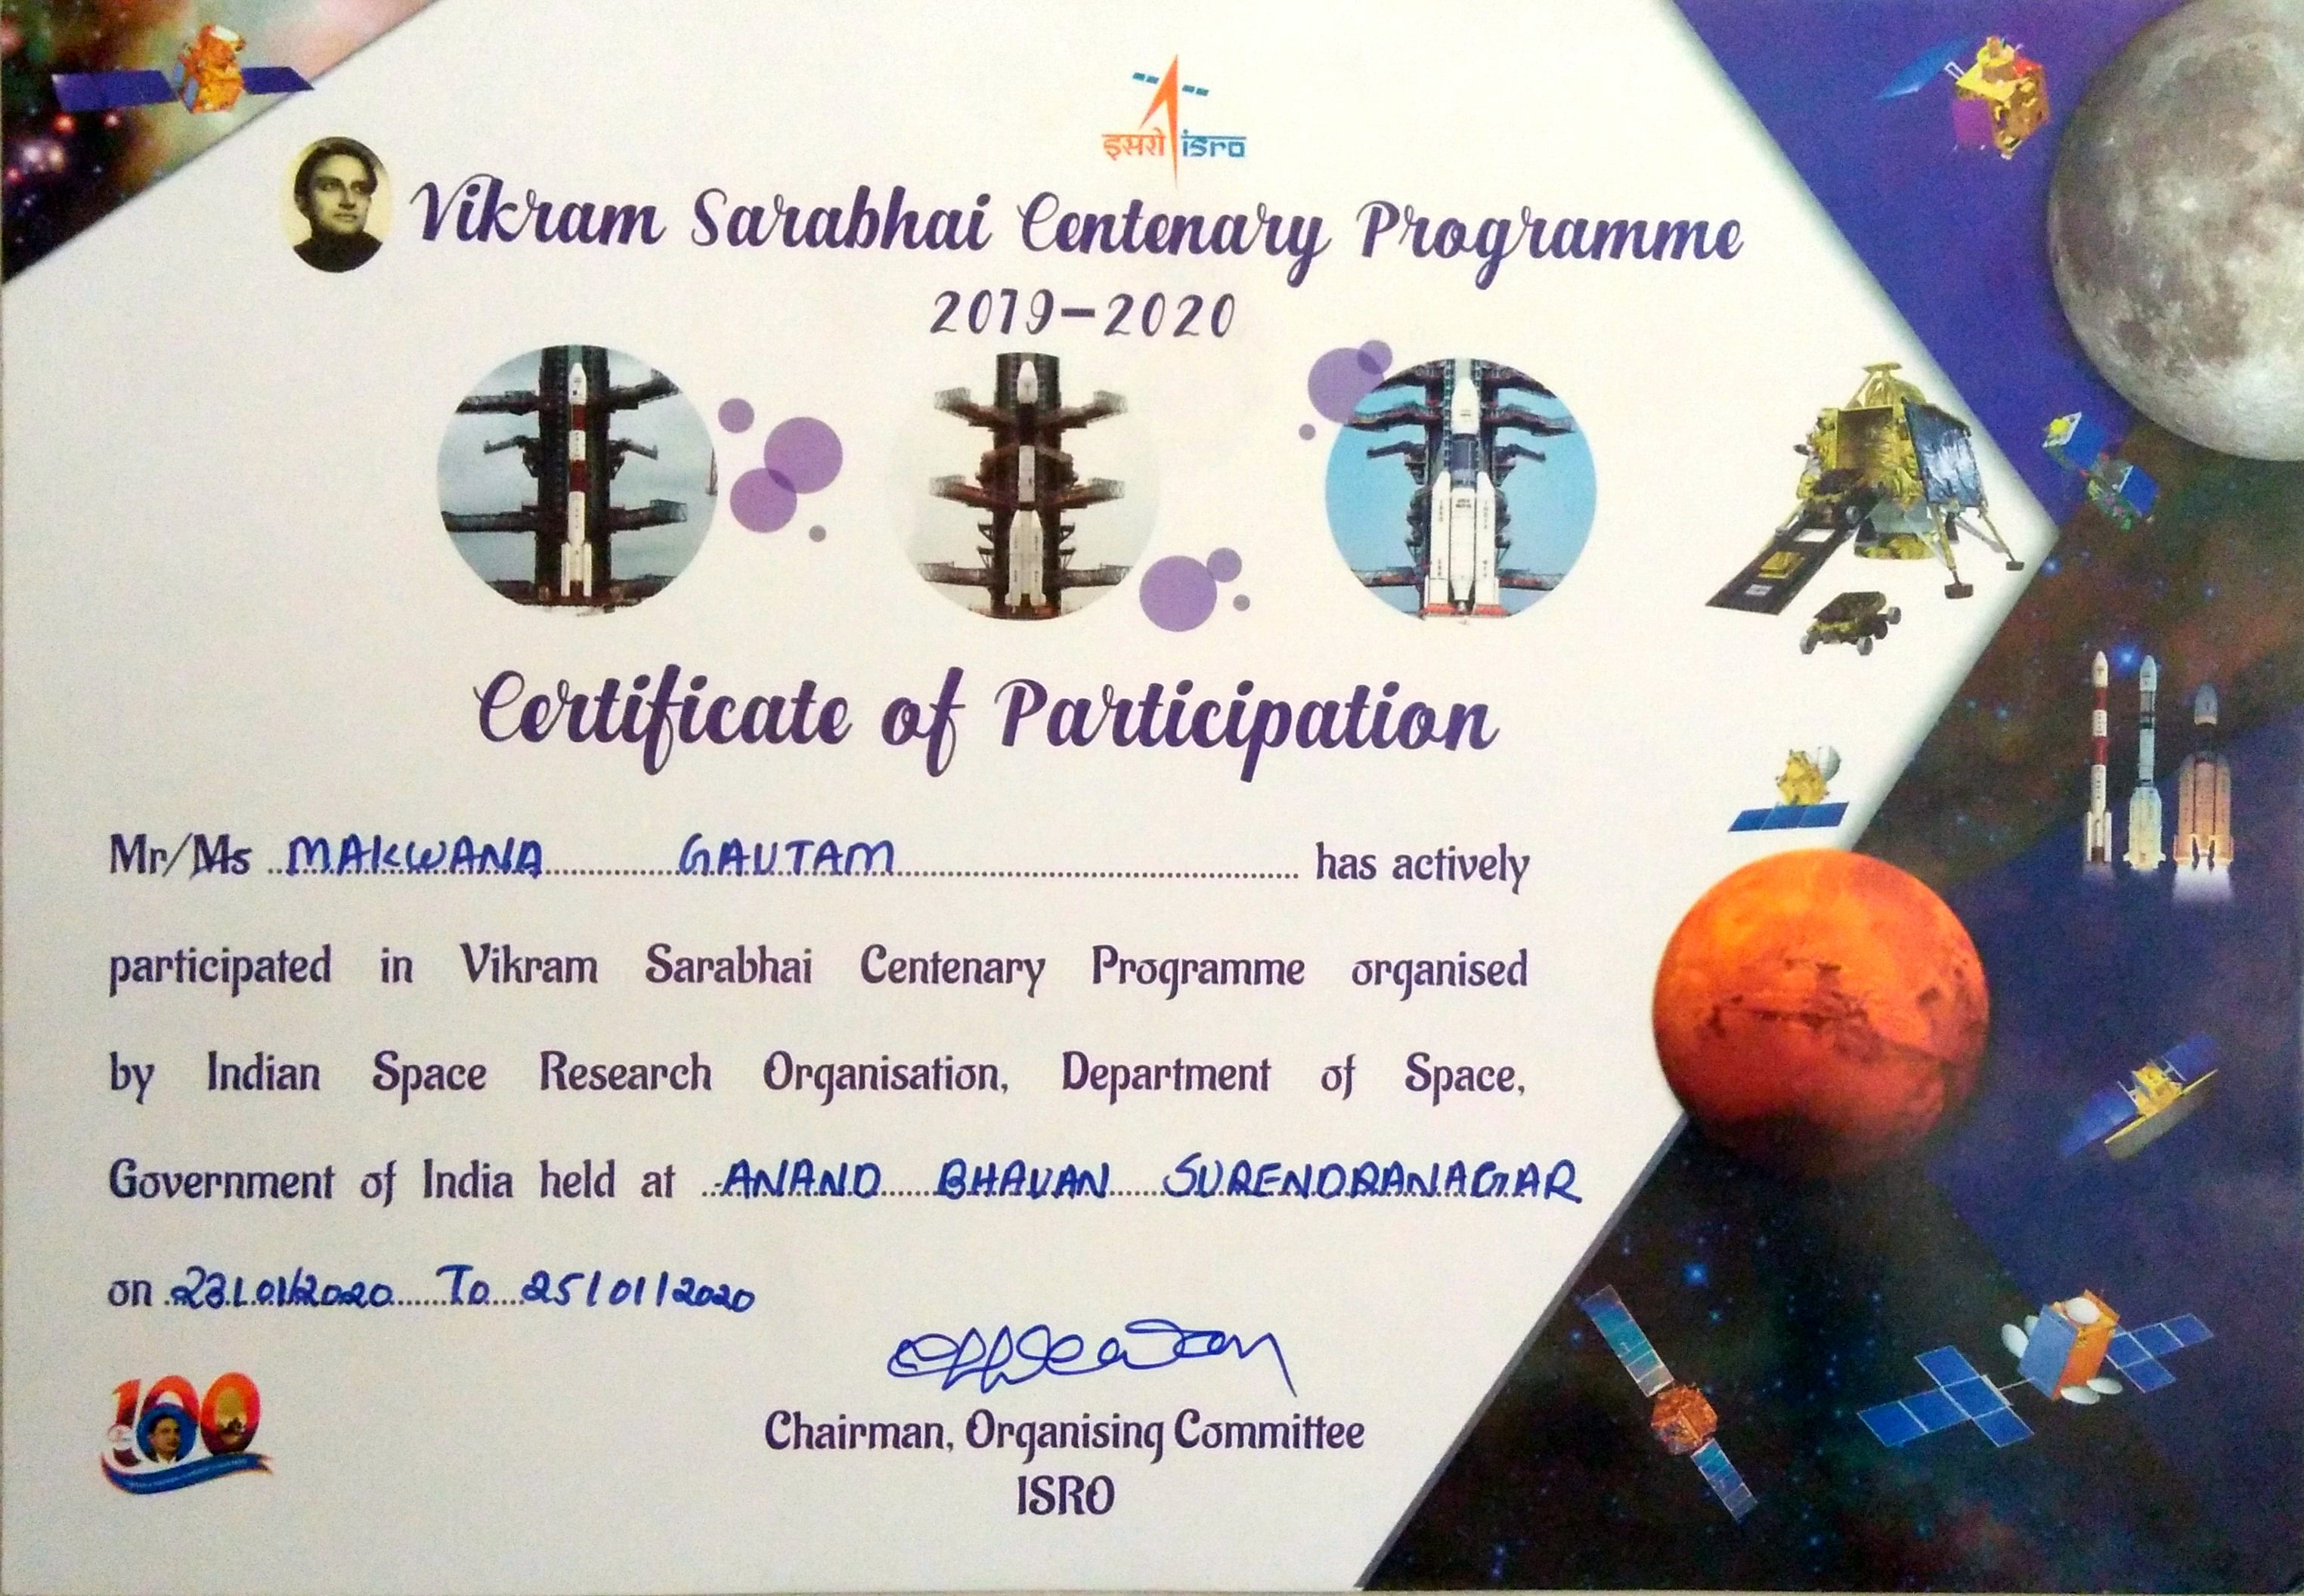 इसरो isro
Vikram Sarabhai Centenary Programme
2019-2020
Certificate of Participation
Mr/Ms MAKWANA GAUTAM has actively
participated in Vikram Sarabhai Centenary Programme organised
by Indian Space Research Organisation, Department of Space,
Government of India held at ANAND BHAVAN SURENDRANAGAR
on 23/01/2020 To 25/01/2020
100
Chairman, Organising Committee
ISRO